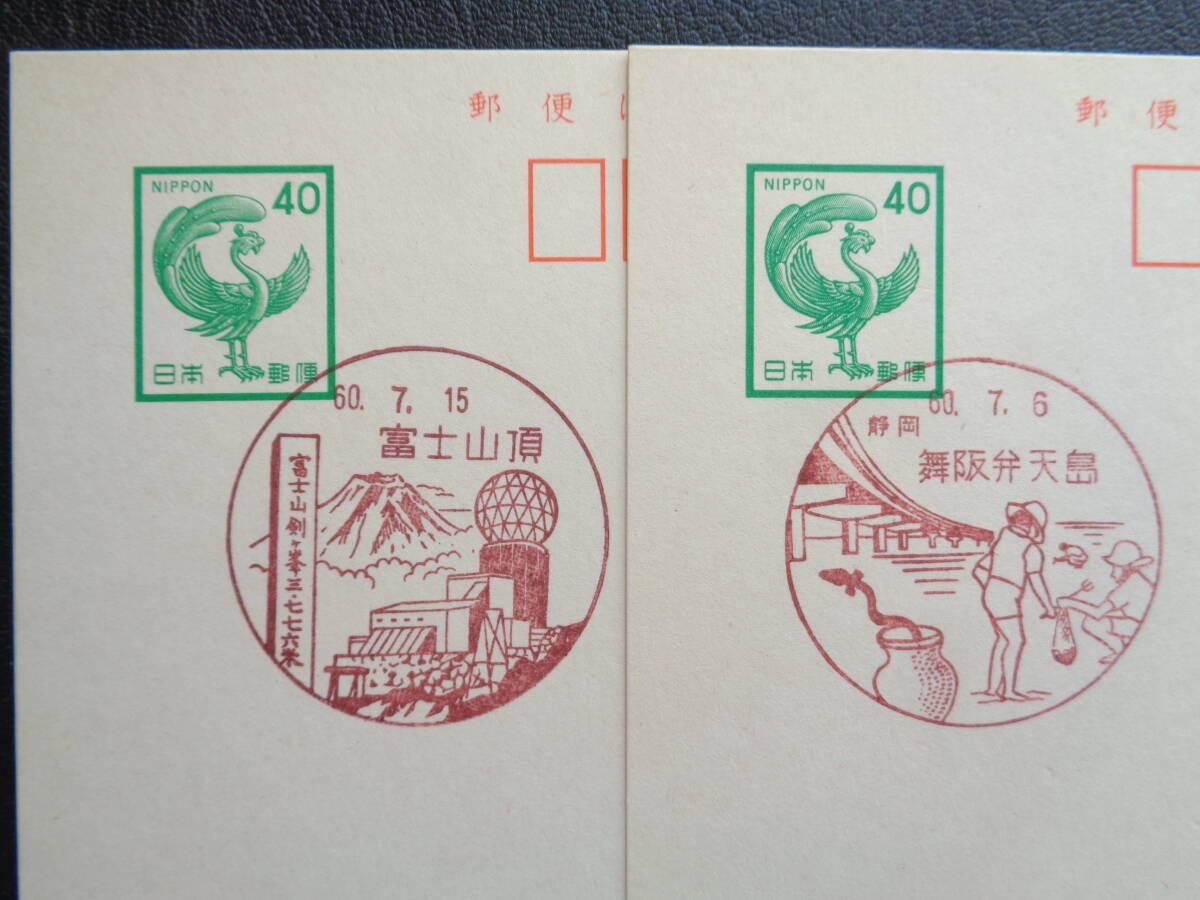 郵便
NIPPON 40
日本郵便
60. 7. 15
富士山頂
富士山剣ヶ峯三・七七六米
郵便
NIPPON 40
日本郵便
60. 7. 6
静岡
舞阪弁天島